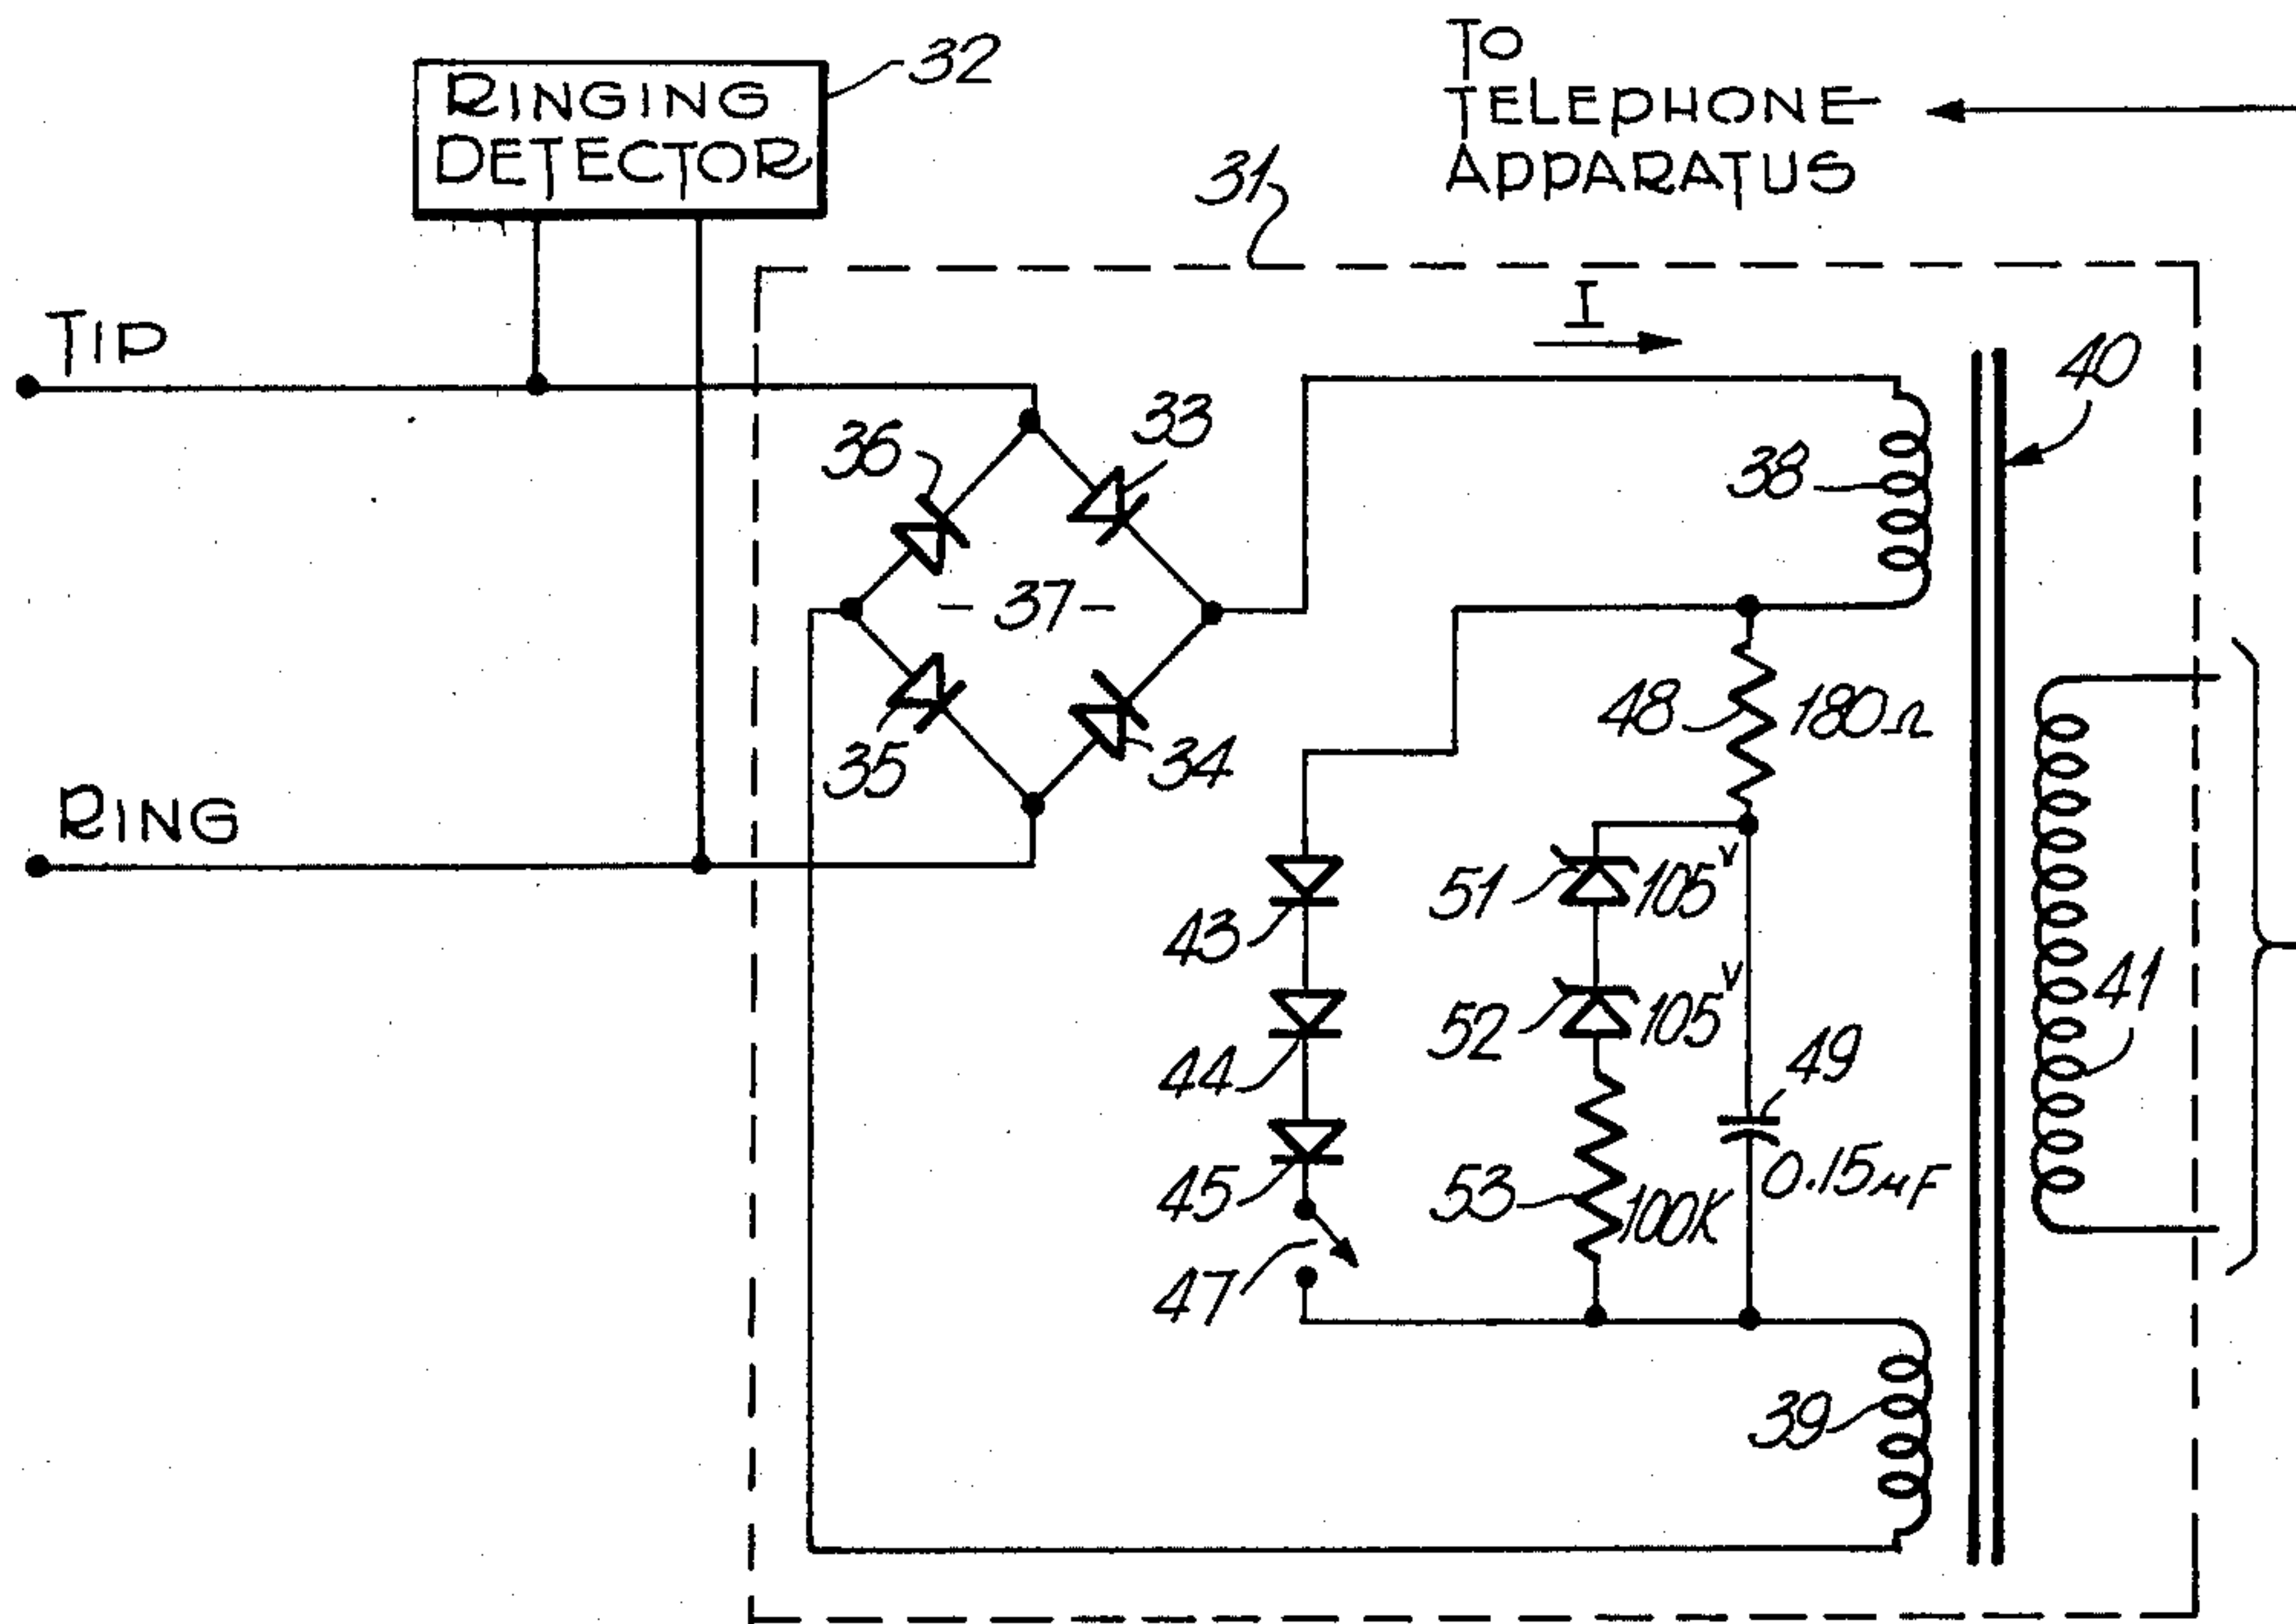 RINGING
DETECTOR
32
TO
TELEPHONE
APPARATUS
31
I
TIP
40
36
33
38
- 37 -
48
180Ω
35
34
RING
51
105V
43
52
105V
41
44
49
0.15µF
45
53
100K
47
39